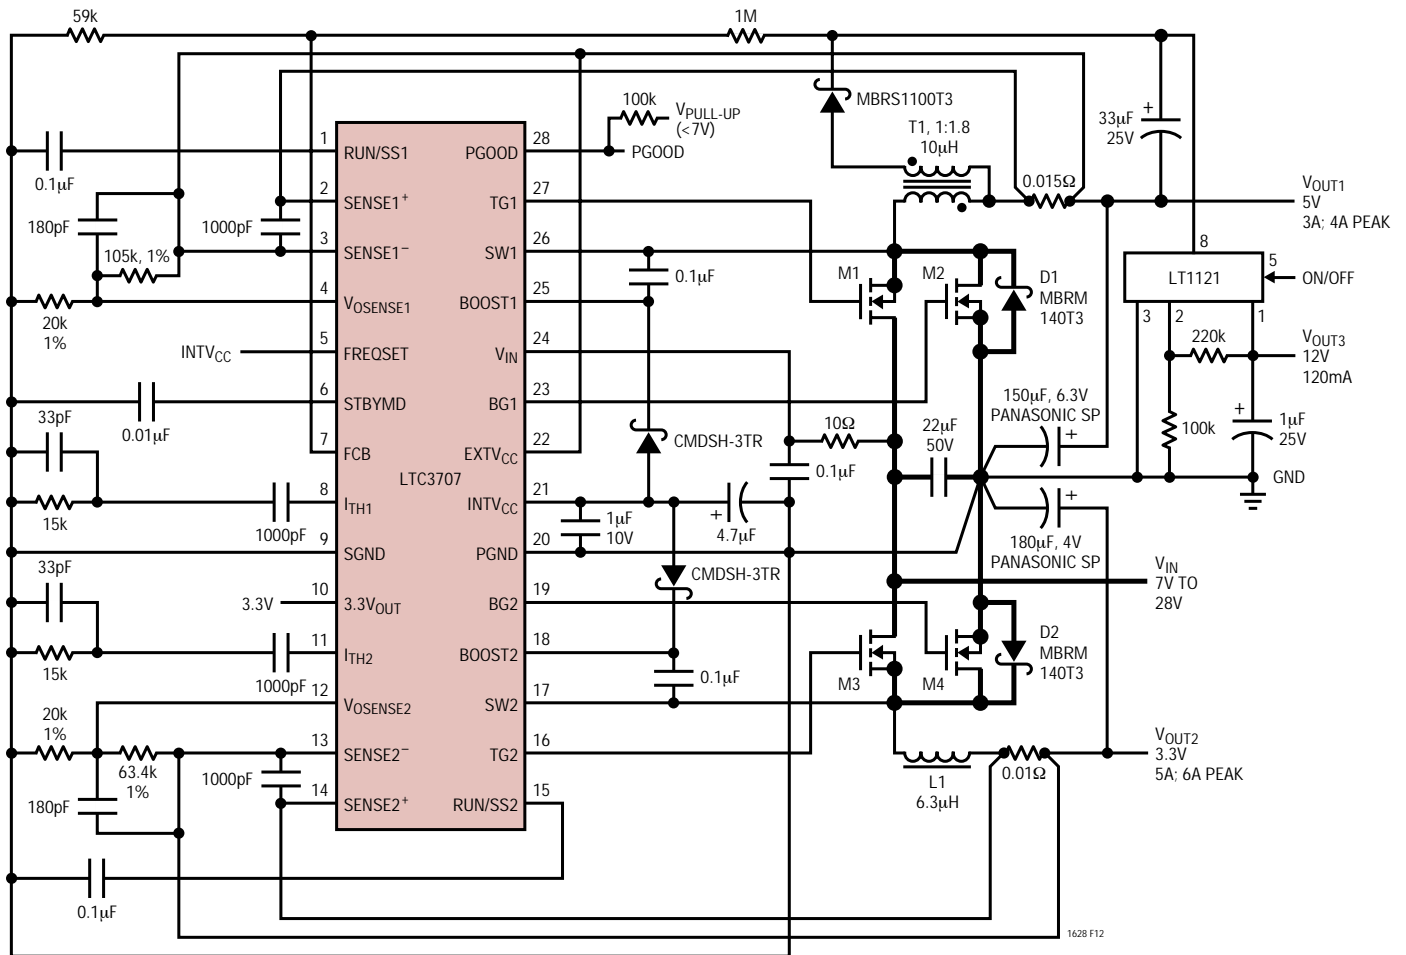 59k
1M
MBRS1100T3
100k
VPULL-UP
(<7V)
PGOOD
T1, 1:1.8
10μH
33μF
25V
+
0.015Ω
VOUT1
5V
3A; 4A PEAK
0.1μF
180pF
1000pF
105k, 1%
20k
1%
INTVCC
33pF
0.01μF
15k
1000pF
33pF
3.3V
15k
1000pF
20k
1%
63.4k
1%
180pF
1000pF
0.1μF
1
RUN/SS1
2
SENSE1+
3
SENSE1−
4
VOSENSE1
5
FREQSET
6
STBYMD
7
FCB
8
ITH1
9
SGND
10
3.3VOUT
11
ITH2
12
VOSENSE2
13
SENSE2−
14
SENSE2+
LTC3707
PGOOD
28
TG1
27
SW1
26
BOOST1
25
VIN
24
BG1
23
EXTVCC
22
INTVCC
21
PGND
20
BG2
19
BOOST2
18
SW2
17
TG2
16
RUN/SS2
15
0.1μF
CMDSH-3TR
1μF
10V
+
4.7μF
CMDSH-3TR
0.1μF
10Ω
0.1μF
M1
M2
D1
MBRM
140T3
22μF
50V
150μF, 6.3V
PANASONIC SP
+
+
180μF, 4V
PANASONIC SP
8
LT1121
5
ON/OFF
3
2
1
220k
VOUT3
12V
120mA
100k
+
1μF
25V
GND
VIN
7V TO
28V
M3
M4
D2
MBRM
140T3
L1
6.3μH
0.01Ω
VOUT2
3.3V
5A; 6A PEAK
1628 F12